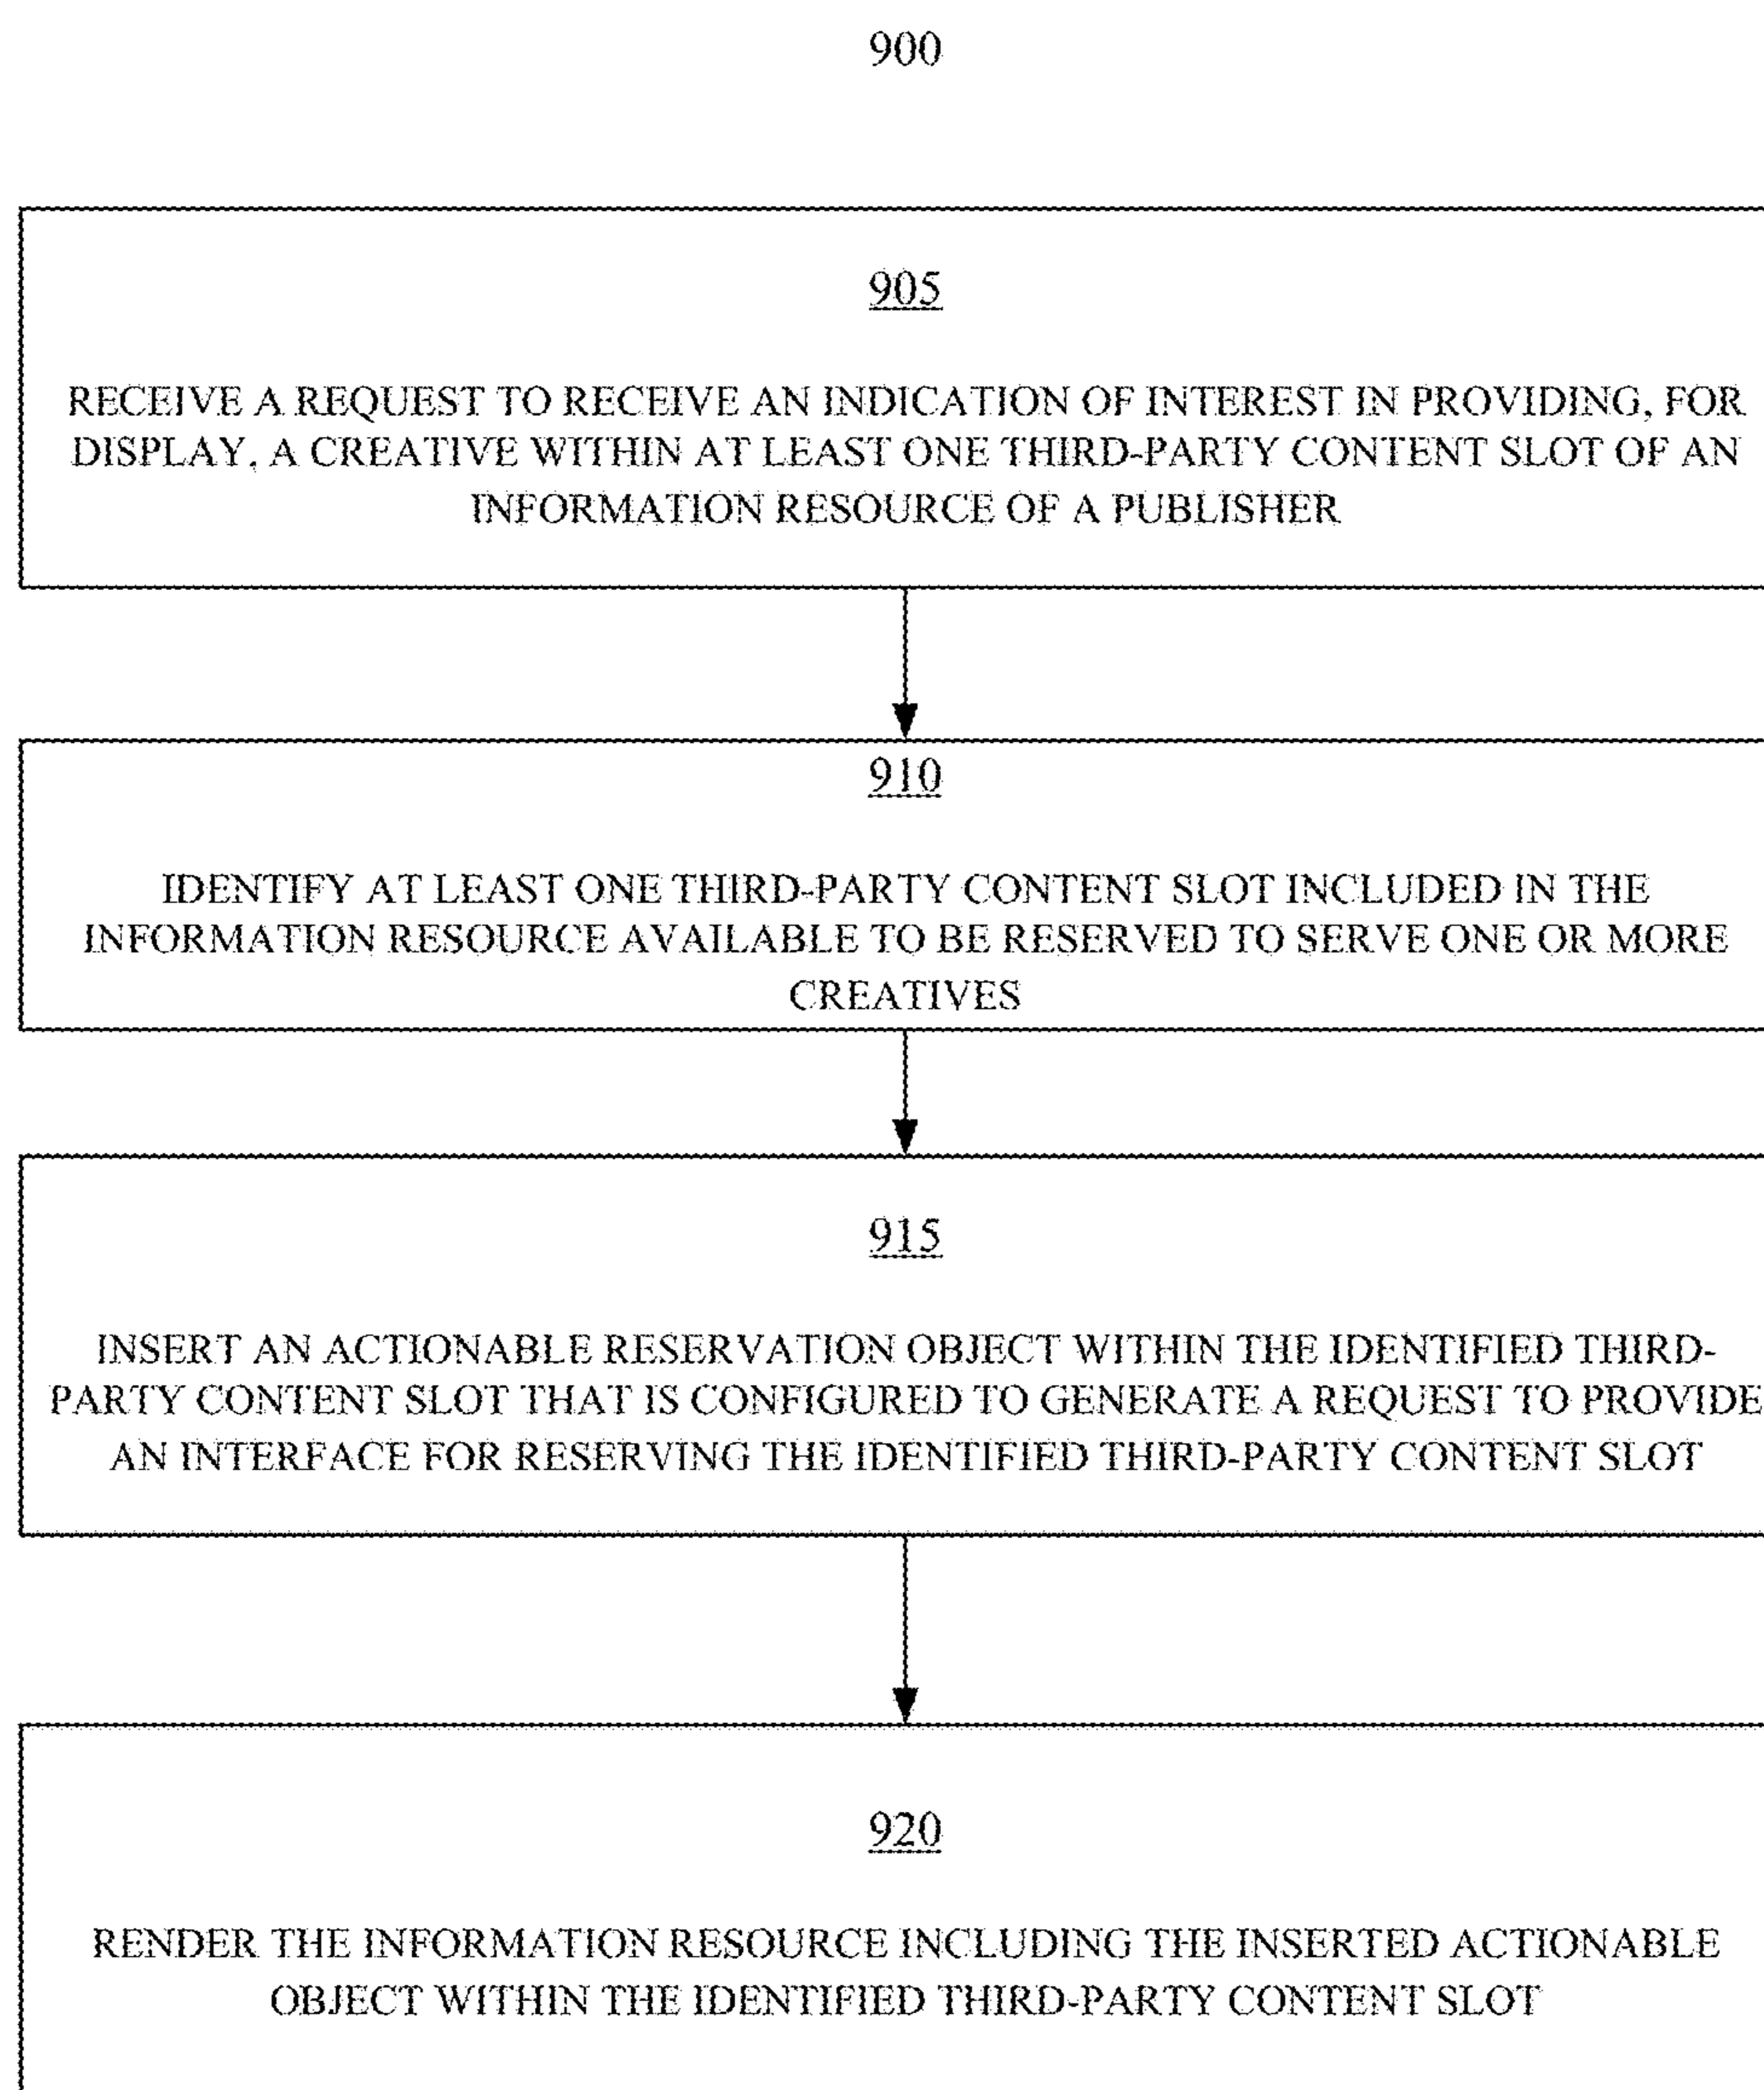 900
905
RECEIVE A REQUEST TO RECEIVE AN INDICATION OF INTEREST IN PROVIDING, FOR
DISPLAY, A CREATIVE WITHIN AT LEAST ONE THIRD-PARTY CONTENT SLOT OF AN
INFORMATION RESOURCE OF A PUBLISHER
910
IDENTIFY AT LEAST ONE THIRD-PARTY CONTENT SLOT INCLUDED IN THE
INFORMATION RESOURCE AVAILABLE TO BE RESERVED TO SERVE ONE OR MORE
CREATIVES
915
INSERT AN ACTIONABLE RESERVATION OBJECT WITHIN THE IDENTIFIED THIRD-
PARTY CONTENT SLOT THAT IS CONFIGURED TO GENERATE A REQUEST TO PROVIDE
AN INTERFACE FOR RESERVING THE IDENTIFIED THIRD-PARTY CONTENT SLOT
920
RENDER THE INFORMATION RESOURCE INCLUDING THE INSERTED ACTIONABLE
OBJECT WITHIN THE IDENTIFIED THIRD-PARTY CONTENT SLOT